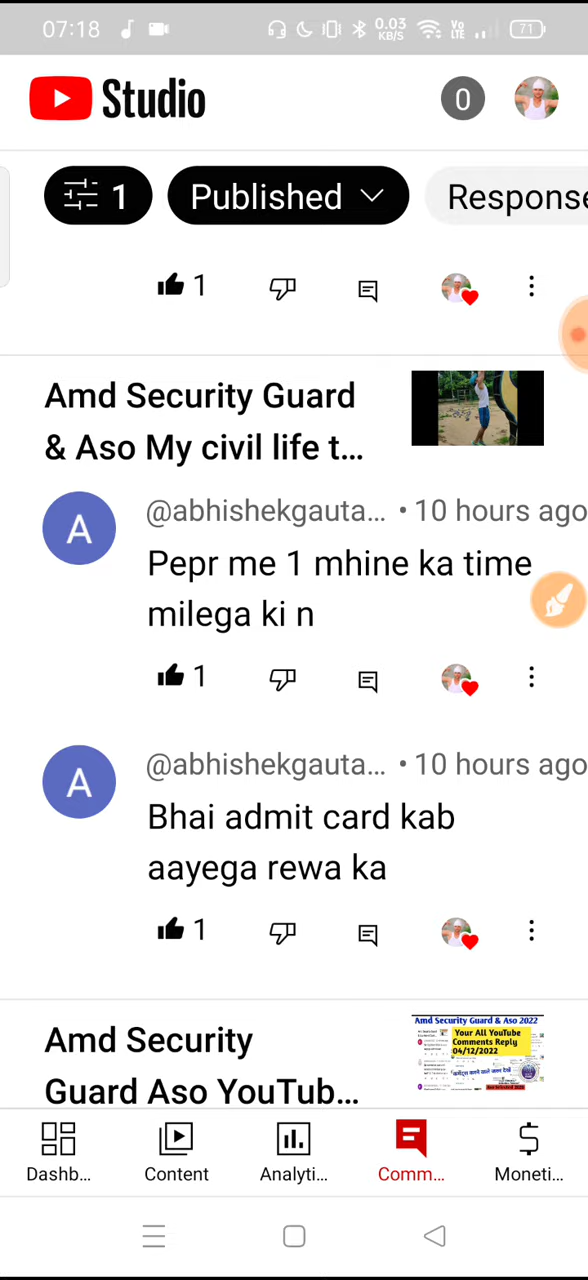 07:18
0.03
KB/S
Vo
LTE
71
Studio
0
1
Published
Response
1
Amd Security Guard
& Aso My civil life t...
A
@abhishekgauta... • 10 hours ago
Pepr me 1 mhine ka time
milega ki n
1
A
@abhishekgauta... • 10 hours ago
Bhai admit card kab
aayega rewa ka
1
Amd Security
Guard Aso YouTub...
Amd Security Guard & Aso 2022
Your All YouTube
Comments Reply
04/12/2022
Dashb...
Content
Analyti...
Comm...
Moneti...